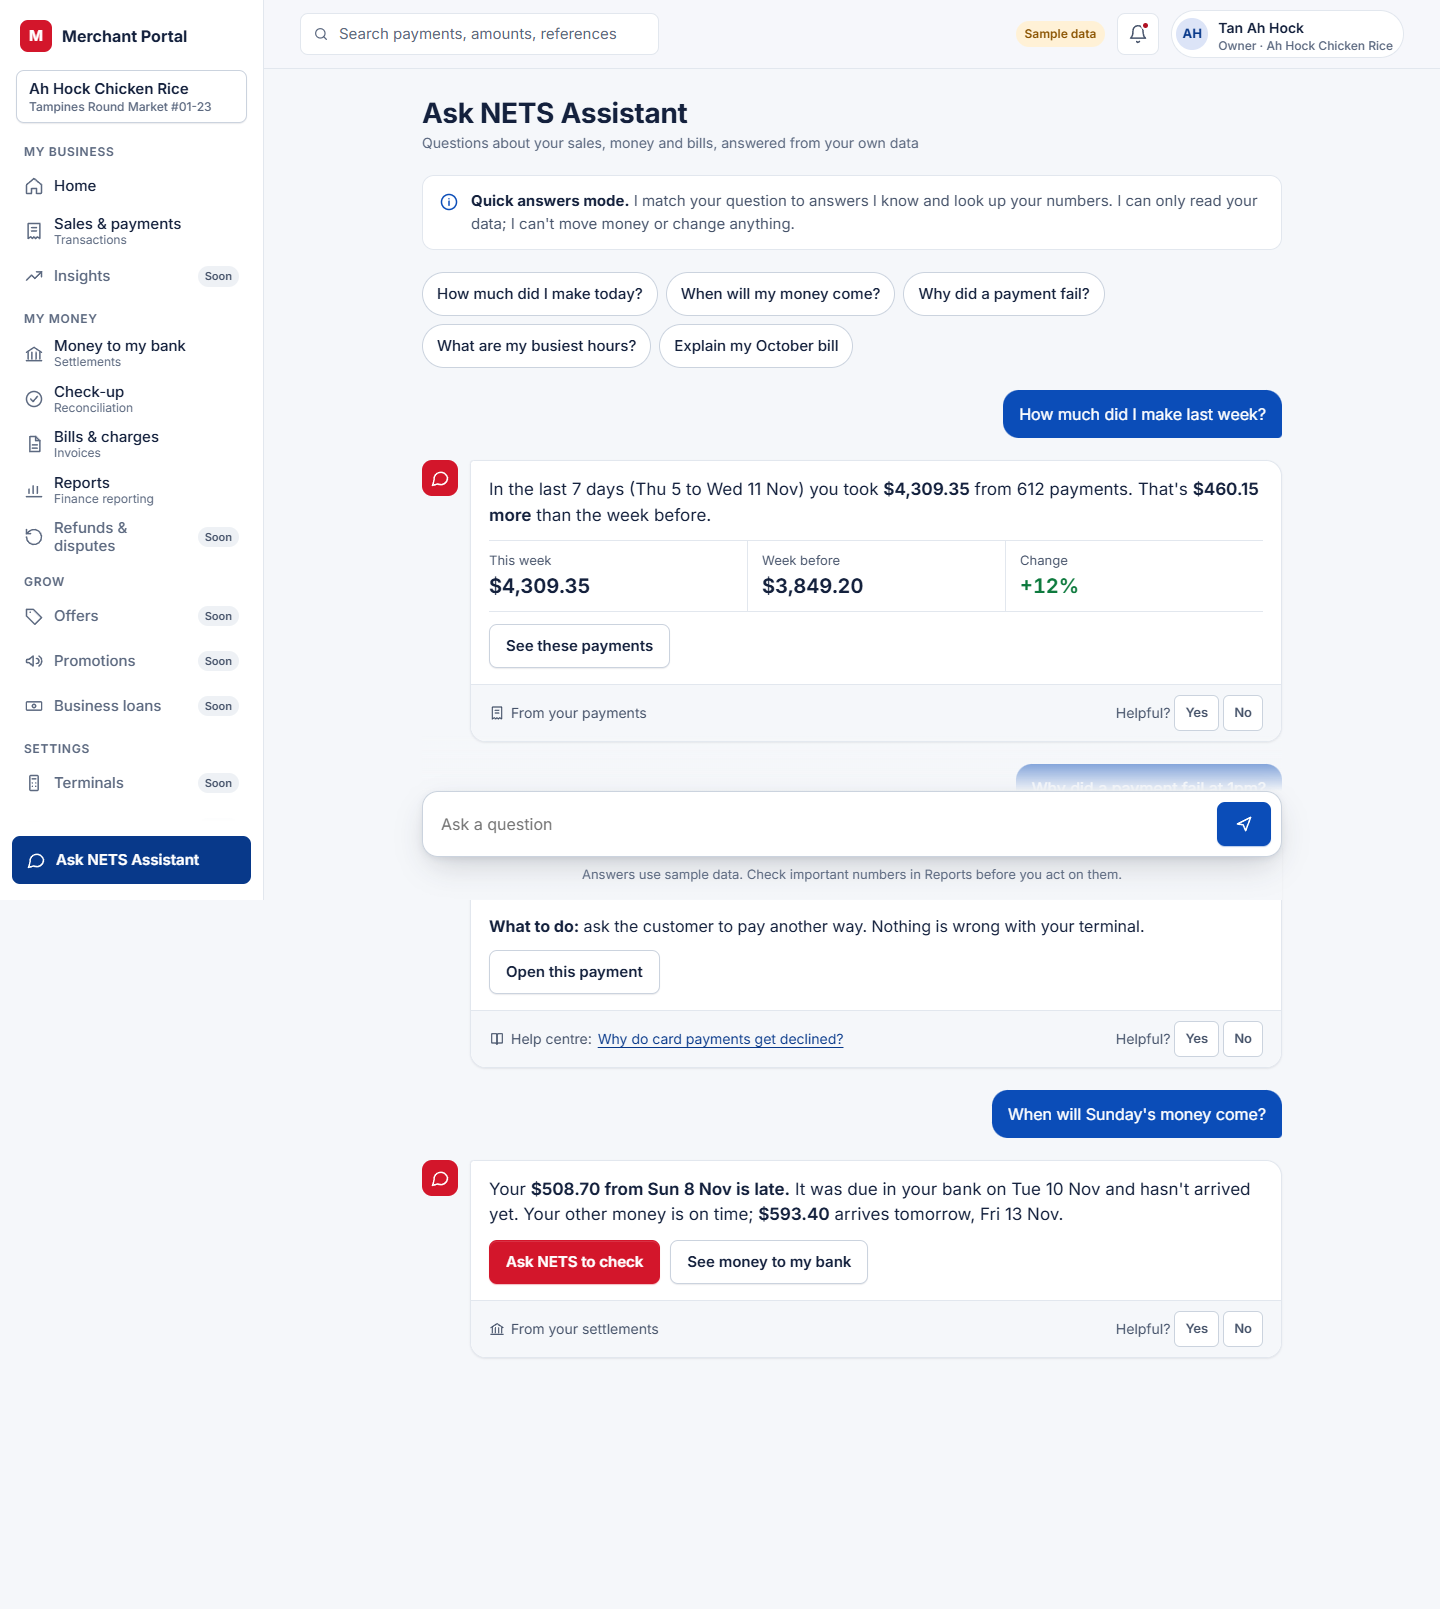 M Merchant Portal
Ah Hock Chicken Rice
Tampines Round Market #01-23
MY BUSINESS
Home
Sales & payments
Transactions
Insights Soon
MY MONEY
Money to my bank
Settlements
Check-up
Reconciliation
Bills & charges
Invoices
Reports
Finance reporting
Refunds &
disputes Soon
GROW
Offers Soon
Promotions Soon
Business loans Soon
SETTINGS
Terminals Soon
Ask NETS Assistant
Search payments, amounts, references
Sample data
AH
Tan Ah Hock
Owner · Ah Hock Chicken Rice
Ask NETS Assistant
Questions about your sales, money and bills, answered from your own data
Quick answers mode. I match your question to answers I know and look up your numbers. I can only read your
data; I can't move money or change anything.
How much did I make today? When will my money come? Why did a payment fail?
What are my busiest hours? Explain my October bill
How much did I make last week?
In the last 7 days (Thu 5 to Wed 11 Nov) you took $4,309.35 from 612 payments. That's $460.15
more than the week before.
This week Week before Change
$4,309.35 $3,849.20 +12%
See these payments
From your payments Helpful? Yes No
Why did a payment fail at 1pm?
Ask a question
Answers use sample data. Check important numbers in Reports before you act on them.
What to do: ask the customer to pay another way. Nothing is wrong with your terminal.
Open this payment
Help centre: Why do card payments get declined? Helpful? Yes No
When will Sunday's money come?
Your $508.70 from Sun 8 Nov is late. It was due in your bank on Tue 10 Nov and hasn't arrived
yet. Your other money is on time; $593.40 arrives tomorrow, Fri 13 Nov.
Ask NETS to check See money to my bank
From your settlements Helpful? Yes No